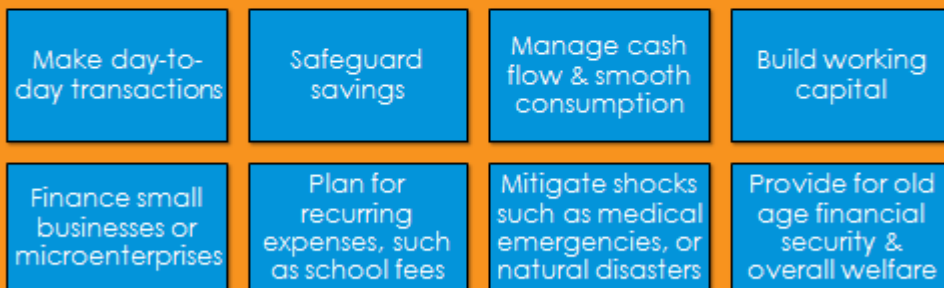 Make day-to-
day transactions
Safeguard
savings
Manage cash
flow & smooth
consumption
Build working
capital
Finance small
businesses or
microenterprises
Plan for
recurring
expenses, such
as school fees
Mitigate shocks
such as medical
emergencies, or
natural disasters
Provide for old
age financial
security &
overall welfare